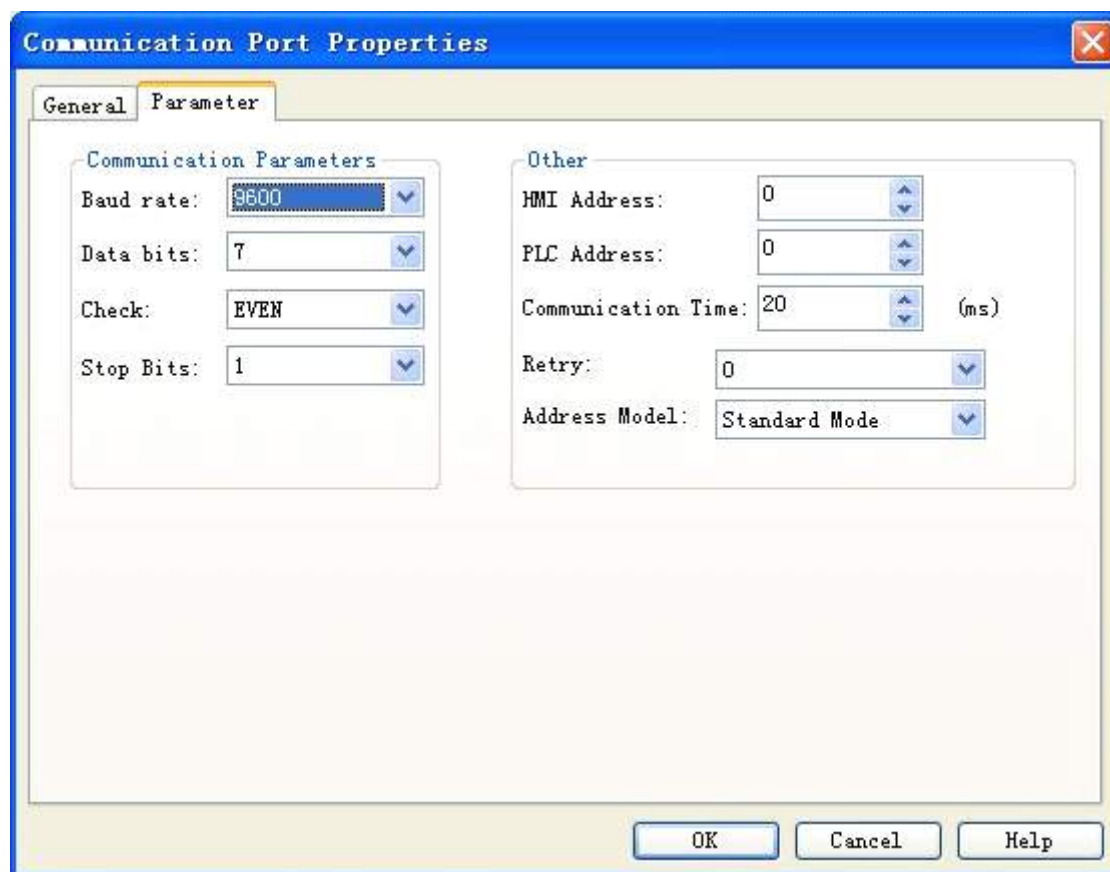 Communication Port Properties
General Parameter
Communication Parameters
Baud rate: 9600
Data bits: 7
Check: EVEN
Stop Bits: 1
Other
HMI Address: 0
PLC Address: 0
Communication Time: 20 (ms)
Retry: 0
Address Model: Standard Mode
OK Cancel Help